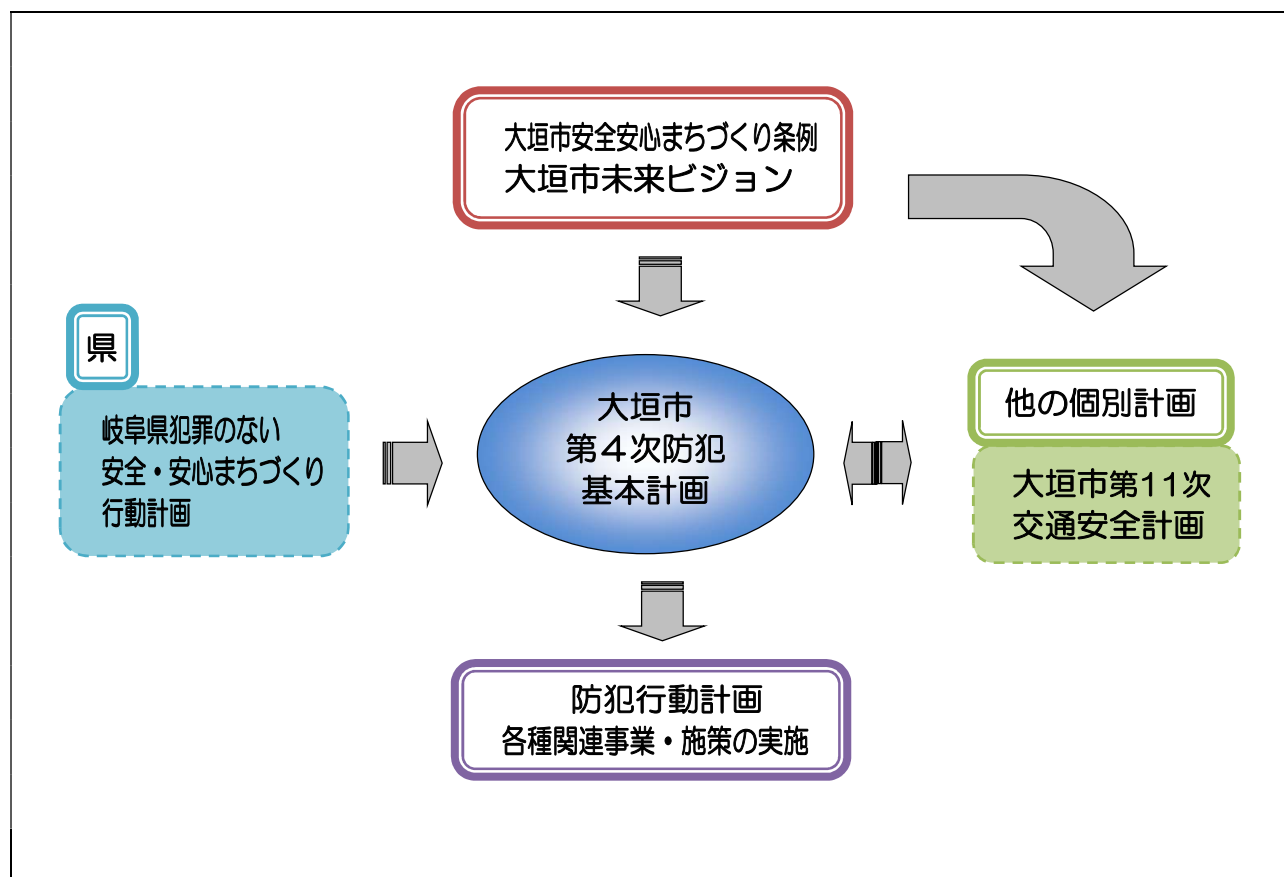 大垣市安全安心まちづくり条例
大垣市未来ビジョン
県
岐阜県犯罪のない
安全・安心まちづくり
行動計画
大垣市
第4次防犯
基本計画
他の個別計画
大垣市第11次
交通安全計画
防犯行動計画
各種関連事業・施策の実施